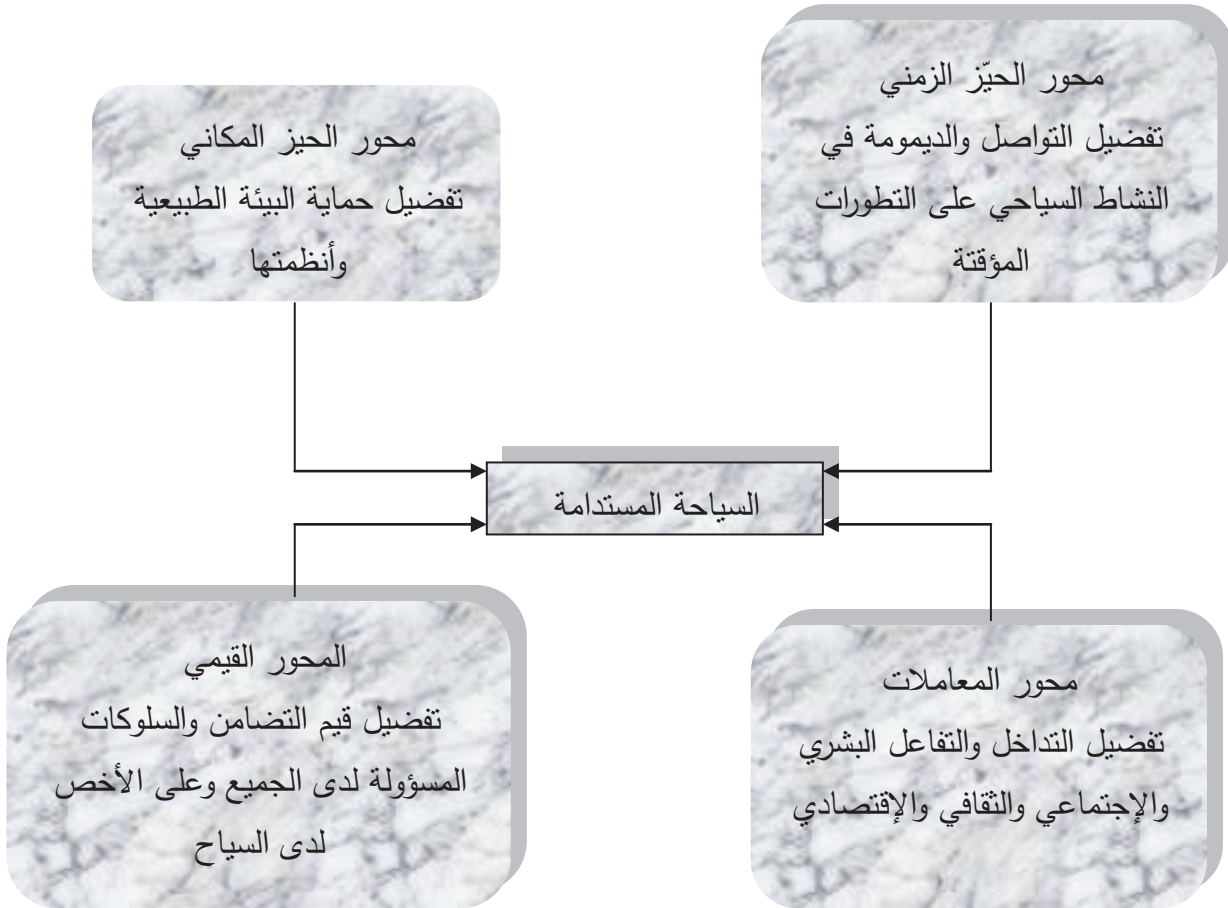 محور الحيّز الزمني
تفضيل التواصل والديمومة في
النشاط السياحي على التطورات
المؤقتة
محور الحيز المكاني
تفضيل حماية البيئة الطبيعية
وأنظمتها
السياحة المستدامة
محور المعاملات
تفضيل التداخل والتفاعل البشري
والإجتماعي والثقافي والإقتصادي
المحور القيمي
تفضيل قيم التضامن والسلوكات
المسؤولة لدى الجميع وعلى الأخص
لدى السياح